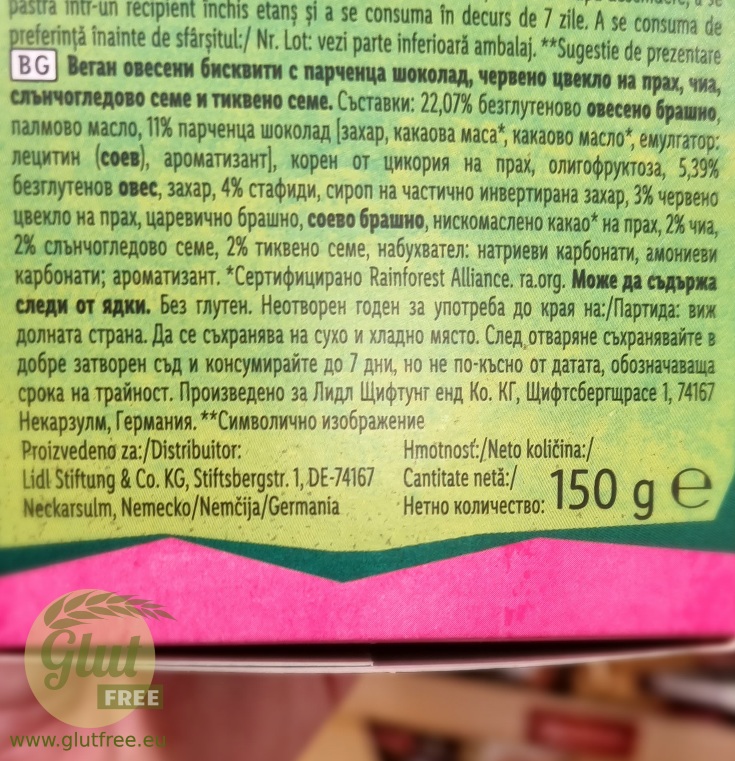 păstra într-un recipient închis etanș și a se consuma în decurs de 7 zile. A se consuma de
preferință înainte de sfârșitul:/ Nr. Lot: vezi parte inferioară ambalaj. **Sugestie de prezentare
BG Веган овесени бисквити с парченца шоколад, червено цвекло на прах, чиа,
слънчогледово семе и тиквено семе. Съставки: 22,07% безглутеново овесено брашно,
палмово масло, 11% парченца шоколад [захар, какаова маса*, какаово масло*, емулгатор:
лецитин (соев), ароматизант], корен от цикория на прах, олигофруктоза, 5,39%
безглутенов овес, захар, 4% стафиди, сироп на частично инвертирана захар, 3% червено
цвекло на прах, царевично брашно, соево брашно, нискомаслено какао* на прах, 2% чиа,
2% слънчогледово семе, 2% тиквено семе, набухвател: натриеви карбонати, амониеви
карбонати; ароматизант. *Сертифицирано Rainforest Alliance. ra.org. Може да съдържа
следи от ядки. Без глутен. Неотворен годен за употреба до края на:/Партида: виж
долната страна. Да се съхранява на сухо и хладно място. След отваряне съхранявайте в
добре затворен съд и консумирайте до 7 дни, но не по-късно от датата, обозначаваща
срока на трайност. Произведено за Лидл Щифтунг енд Ко. КГ, Щифтсбергщрасе 1, 74167
Некарзулм, Германия. **Символично изображение
Proizvedeno za:/Distribuitor:
Lidl Stiftung & Co. KG, Stiftsbergstr. 1, DE-74167
Neckarsulm, Nemecko/Nemčija/Germania
Hmotnosť:/Neto količina:/
Cantitate netă:/
Нетно количество: 150 g e
Glut
FREE
www.glutfree.eu